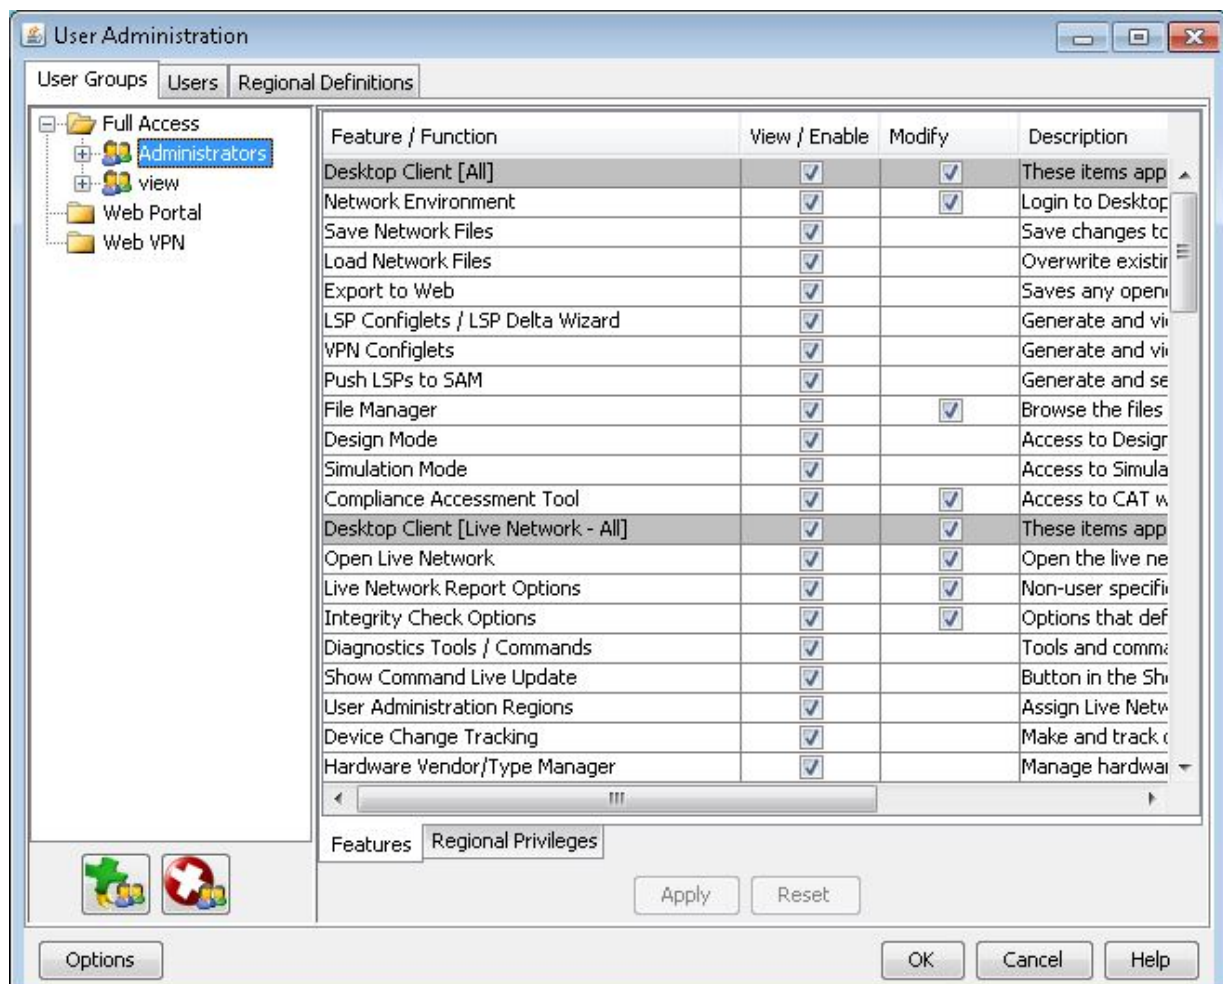 User Administration
User Groups Users Regional Definitions
Full Access
Administrators
view
Web Portal
Web VPN
Feature / Function View / Enable Modify Description
Desktop Client [All] These items app
Network Environment Login to Desktop
Save Network Files Save changes to
Load Network Files Overwrite existin
Export to Web Saves any open
LSP Configlets / LSP Delta Wizard Generate and vi
VPN Configlets Generate and vi
Push LSPs to SAM Generate and se
File Manager Browse the files
Design Mode Access to Design
Simulation Mode Access to Simula
Compliance Accessment Tool Access to CAT w
Desktop Client [Live Network - All] These items app
Open Live Network Open the live ne
Live Network Report Options Non-user specifi
Integrity Check Options Options that def
Diagnostics Tools / Commands Tools and comma
Show Command Live Update Button in the Sh
User Administration Regions Assign Live Netw
Device Change Tracking Make and track
Hardware Vendor/Type Manager Manage hardwa
Features Regional Privileges
Apply Reset
Options OK Cancel Help